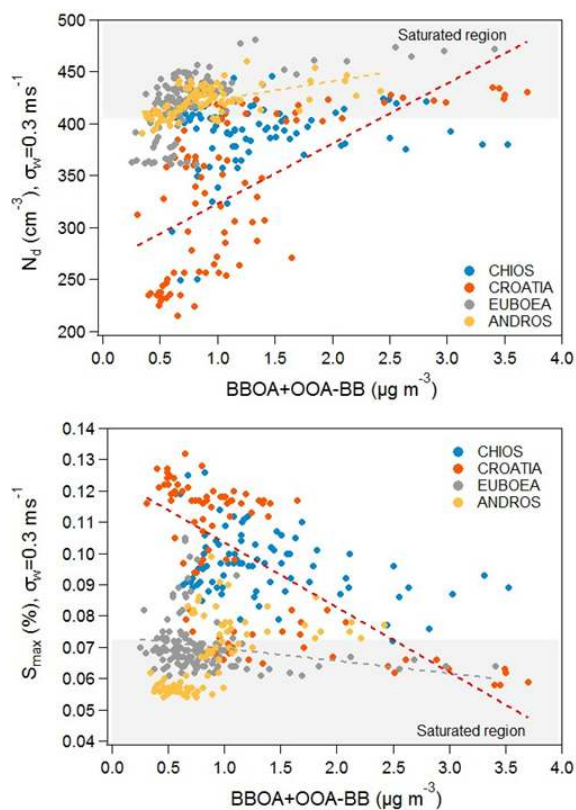 Saturated region
500
450
400
350
300
250
200
N_d (cm⁻³), σ_w=0.3 ms⁻¹
CHIOS
CROATIA
EUBOEA
ANDROS
0.0 0.5 1.0 1.5 2.0 2.5 3.0 3.5 4.0
BBOA+OOA-BB (µg m⁻³)
0.14
0.13
0.12
0.11
0.10
0.09
0.08
0.07
0.06
0.05
0.04
S_max (%), σ_w=0.3 ms⁻¹
CHIOS
CROATIA
EUBOEA
ANDROS
Saturated region
0.0 0.5 1.0 1.5 2.0 2.5 3.0 3.5 4.0
BBOA+OOA-BB (µg m⁻³)